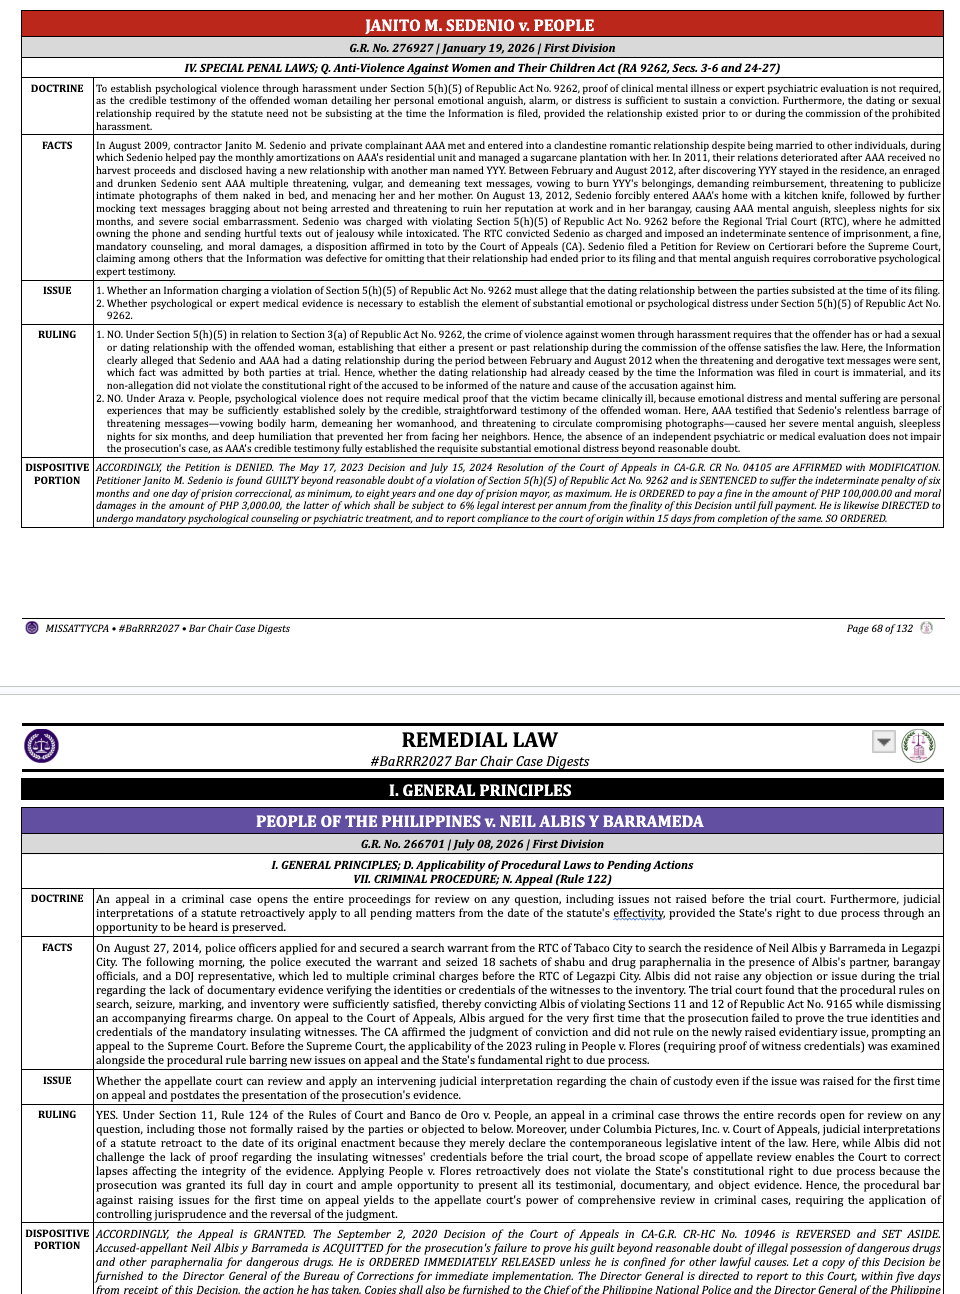 JANITO M. SEDENIO v. PEOPLE
G.R. No. 276927 | January 19, 2026 | First Division
IV. SPECIAL PENAL LAWS; Q. Anti-Violence Against Women and Their Children Act (RA 9262, Secs. 3-6 and 24-27)
DOCTRINE
To establish psychological violence through harassment under Section 5(h)(5) of Republic Act No. 9262, proof of clinical mental illness or expert psychiatric evaluation is not required,
as the credible testimony of the offended woman detailing her personal emotional anguish, alarm, or distress is sufficient to sustain a conviction. Furthermore, the dating or sexual
relationship required by the statute need not be subsisting at the time the Information is filed, provided the relationship existed prior to or during the commission of the prohibited
harassment.
FACTS
In August 2009, contractor Janito M. Sedenio and private complainant AAA met and entered into a clandestine romantic relationship despite being married to other individuals, during
which Sedenio helped pay the monthly amortizations on AAA's residential unit and managed a sugarcane plantation with her. In 2011, their relations deteriorated after AAA received no
harvest proceeds and disclosed having a new relationship with another man named YYY. Between February and August 2012, after discovering YYY stayed in the residence, an enraged
and drunken Sedenio sent AAA multiple threatening, vulgar, and demeaning text messages, vowing to burn YYY's belongings, demanding reimbursement, threatening to publicize
intimate photographs of them naked in bed, and menacing her and her mother. On August 13, 2012, Sedenio forcibly entered AAA's home with a kitchen knife, followed by further
mocking text messages bragging about not being arrested and threatening to ruin her reputation at work and in her barangay, causing AAA mental anguish, sleepless nights for six
months, and severe social embarrassment. Sedenio was charged with violating Section 5(h)(5) of Republic Act No. 9262 before the Regional Trial Court (RTC), where he admitted
owning the phone and sending hurtful texts out of jealousy while intoxicated. The RTC convicted Sedenio as charged and imposed an indeterminate sentence of imprisonment, a fine,
mandatory counseling, and moral damages, a disposition affirmed in toto by the Court of Appeals (CA). Sedenio filed a Petition for Review on Certiorari before the Supreme Court,
claiming among others that the Information was defective for omitting that their relationship had ended prior to its filing and that mental anguish requires corroborative psychological
expert testimony.
ISSUE
1. Whether an Information charging a violation of Section 5(h)(5) of Republic Act No. 9262 must allege that the dating relationship between the parties subsisted at the time of its filing.
2. Whether psychological or expert medical evidence is necessary to establish the element of substantial emotional or psychological distress under Section 5(h)(5) of Republic Act No.
9262.
RULING
1. NO. Under Section 5(h)(5) in relation to Section 3(a) of Republic Act No. 9262, the crime of violence against women through harassment requires that the offender has or had a sexual
or dating relationship with the offended woman, establishing that either a present or past relationship during the commission of the offense satisfies the law. Here, the Information
clearly alleged that Sedenio and AAA had a dating relationship during the period between February and August 2012 when the threatening and derogative text messages were sent,
which fact was admitted by both parties at trial. Hence, whether the dating relationship had already ceased by the time the Information was filed in court is immaterial, and its
non-allegation did not violate the constitutional right of the accused to be informed of the nature and cause of the accusation against him.
2. NO. Under Araza v. People, psychological violence does not require medical proof that the victim became clinically ill, because emotional distress and mental suffering are personal
experiences that may be sufficiently established solely by the credible, straightforward testimony of the offended woman. Here, AAA testified that Sedenio's relentless barrage of
threatening messages—vowing bodily harm, demeaning her womanhood, and threatening to circulate compromising photographs—caused her severe mental anguish, sleepless
nights for six months, and deep humiliation that prevented her from facing her neighbors. Hence, the absence of an independent psychiatric or medical evaluation does not impair
the prosecution's case, as AAA's credible testimony fully established the requisite substantial emotional distress beyond reasonable doubt.
DISPOSITIVE
PORTION
ACCORDINGLY, the Petition is DENIED. The May 17, 2023 Decision and July 15, 2024 Resolution of the Court of Appeals in CA-G.R. CR No. 04105 are AFFIRMED with MODIFICATION.
Petitioner Janito M. Sedenio is found GUILTY beyond reasonable doubt of a violation of Section 5(h)(5) of Republic Act No. 9262 and is SENTENCED to suffer the indeterminate penalty of six
months and one day of prision correccional, as minimum, to eight years and one day of prision mayor, as maximum. He is ORDERED to pay a fine in the amount of PHP 100,000.00 and moral
damages in the amount of PHP 3,000.00, the latter of which shall be subject to 6% legal interest per annum from the finality of this Decision until full payment. He is likewise DIRECTED to
undergo mandatory psychological counseling or psychiatric treatment, and to report compliance to the court of origin within 15 days from completion of the same. SO ORDERED.
MISSATTYCPA • #BaRRR2027 • Bar Chair Case Digests
Page 68 of 132
REMEDIAL LAW
#BaRRR2027 Bar Chair Case Digests
I. GENERAL PRINCIPLES
PEOPLE OF THE PHILIPPINES v. NEIL ALBIS Y BARRAMEDA
G.R. No. 266701 | July 08, 2026 | First Division
I. GENERAL PRINCIPLES; D. Applicability of Procedural Laws to Pending Actions
VII. CRIMINAL PROCEDURE; N. Appeal (Rule 122)
DOCTRINE
An appeal in a criminal case opens the entire proceedings for review on any question, including issues not raised before the trial court. Furthermore, judicial
interpretations of a statute retroactively apply to all pending matters from the date of the statute's effectivity, provided the State's right to due process through an
opportunity to be heard is preserved.
FACTS
On August 27, 2014, police officers applied for and secured a search warrant from the RTC of Tabaco City to search the residence of Neil Albis y Barrameda in Legazpi
City. The following morning, the police executed the warrant and seized 18 sachets of shabu and drug paraphernalia in the presence of Albis's partner, barangay
officials, and a DOJ representative, which led to multiple criminal charges before the RTC of Legazpi City. Albis did not raise any objection or issue during the trial
regarding the lack of documentary evidence verifying the identities or credentials of the witnesses to the inventory. The trial court found that the procedural rules on
search, seizure, marking, and inventory were sufficiently satisfied, thereby convicting Albis of violating Sections 11 and 12 of Republic Act No. 9165 while dismissing
an accompanying firearms charge. On appeal to the Court of Appeals, Albis argued for the very first time that the prosecution failed to prove the true identities and
credentials of the mandatory insulating witnesses. The CA affirmed the judgment of conviction and did not rule on the newly raised evidentiary issue, prompting an
appeal to the Supreme Court. Before the Supreme Court, the applicability of the 2023 ruling in People v. Flores (requiring proof of witness credentials) was examined
alongside the procedural rule barring new issues on appeal and the State's fundamental right to due process.
ISSUE
Whether the appellate court can review and apply an intervening judicial interpretation regarding the chain of custody even if the issue was raised for the first time
on appeal and postdates the presentation of the prosecution's evidence.
RULING
YES. Under Section 11, Rule 124 of the Rules of Court and Banco de Oro v. People, an appeal in a criminal case throws the entire records open for review on any
question, including those not formally raised by the parties or objected to below. Moreover, under Columbia Pictures, Inc. v. Court of Appeals, judicial interpretations
of a statute retroact to the date of its original enactment because they merely declare the contemporaneous legislative intent of the law. Here, while Albis did not
challenge the lack of proof regarding the insulating witnesses' credentials before the trial court, the broad scope of appellate review enables the Court to correct
lapses affecting the integrity of the evidence. Applying People v. Flores retroactively does not violate the State's constitutional right to due process because the
prosecution was granted its full day in court and ample opportunity to present all its testimonial, documentary, and object evidence. Hence, the procedural bar
against raising issues for the first time on appeal yields to the appellate court's power of comprehensive review in criminal cases, requiring the application of
controlling jurisprudence and the reversal of the judgment.
DISPOSITIVE
PORTION
ACCORDINGLY, the Appeal is GRANTED. The September 2, 2020 Decision of the Court of Appeals in CA-G.R. CR-HC No. 10946 is REVERSED and SET ASIDE.
Accused-appellant Neil Albis y Barrameda is ACQUITTED for the prosecution's failure to prove his guilt beyond reasonable doubt of illegal possession of dangerous drugs
and other paraphernalia for dangerous drugs. He is ORDERED IMMEDIATELY RELEASED unless he is confined for other lawful causes. Let a copy of this Decision be
furnished to the Director General of the Bureau of Corrections for immediate implementation. The Director General is directed to report to this Court, within five days
from receipt of this Decision, the action he has taken. Copies shall also be furnished to the Chief of the Philippine National Police and the Director General of the Philippine